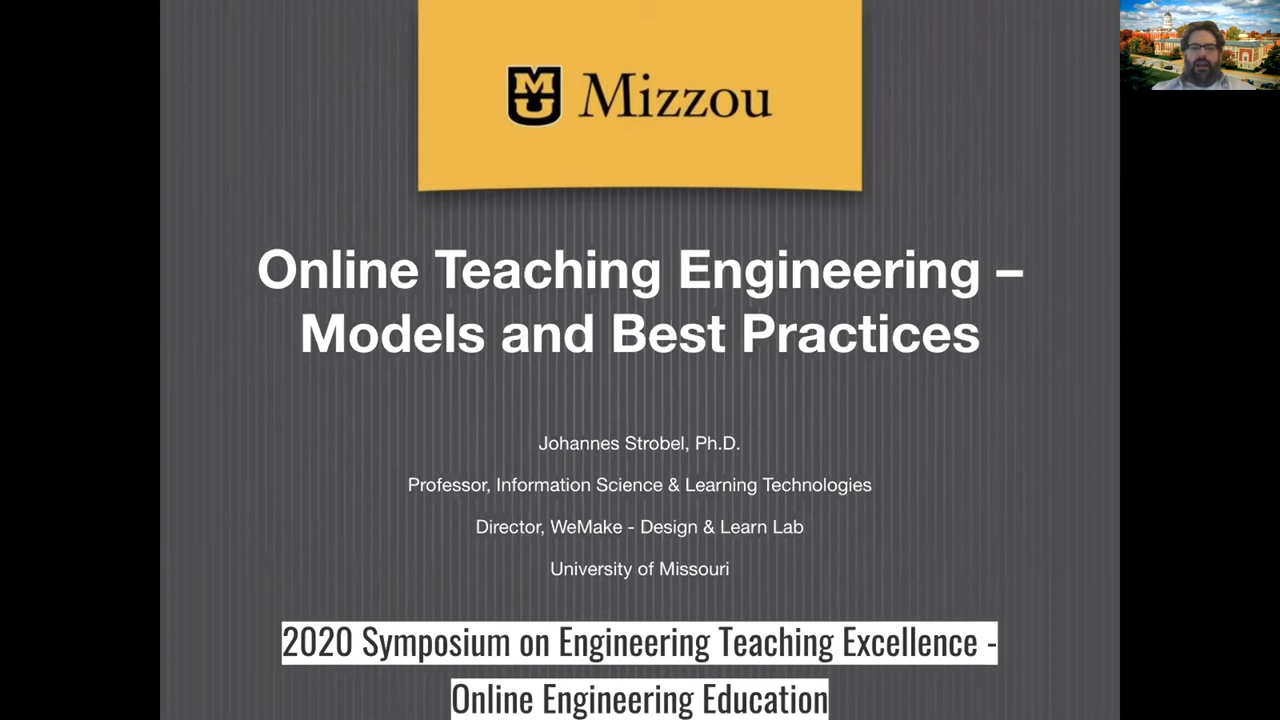 MU Mizzou
Online Teaching Engineering –
Models and Best Practices
Johannes Strobel, Ph.D.
Professor, Information Science & Learning Technologies
Director, WeMake - Design & Learn Lab
University of Missouri
2020 Symposium on Engineering Teaching Excellence -
Online Engineering Education